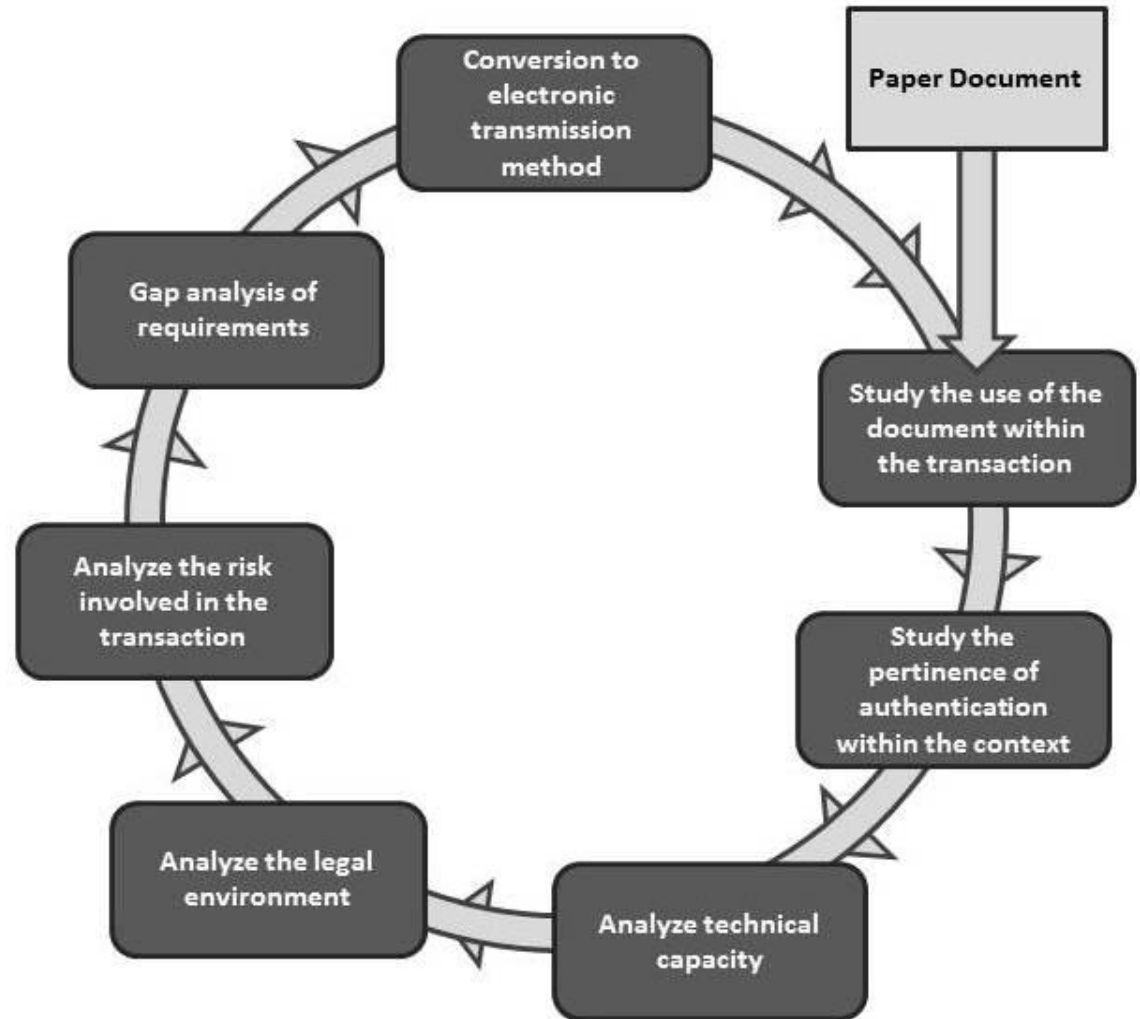 Paper Document
Conversion to
electronic
transmission
method
Study the use of the
document within
the transaction
Study the
pertinence of
authentication
within the context
Analyze technical
capacity
Analyze the legal
environment
Analyze the risk
involved in the
transaction
Gap analysis of
requirements